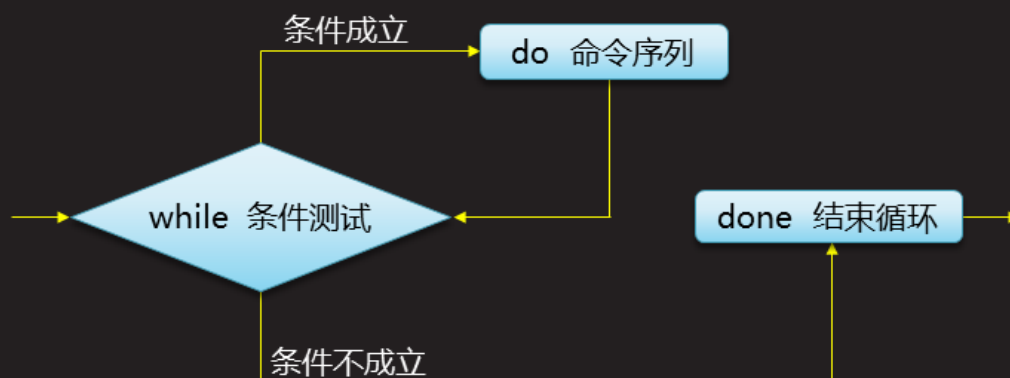 条件成立
do 命令序列
while 条件测试
done 结束循环
条件不成立